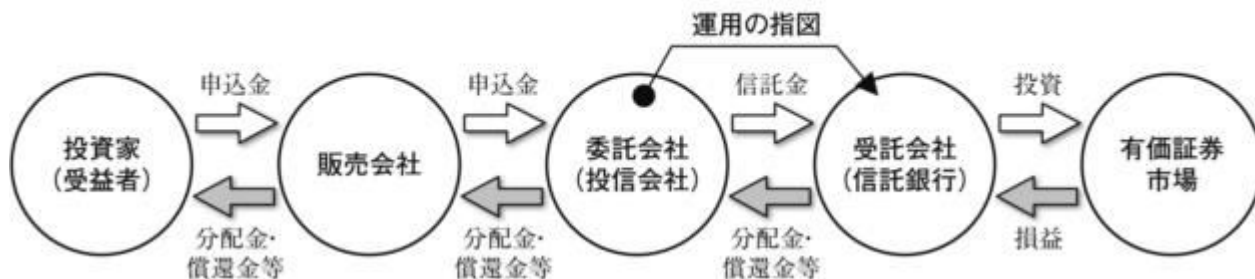 運用の指図
申込金
申込金
信託金
投資
投資家
(受益者)
販売会社
委託会社
(投信会社)
受託会社
(信託銀行)
有価証券
市場
分配金・
償還金等
分配金・
償還金等
分配金・
償還金等
損益